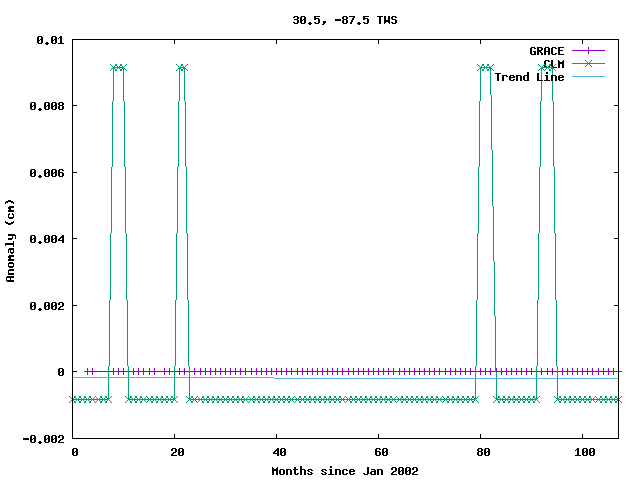 30.5, -87.5 TWS
GRACE
CLM
Trend Line
0.01
0.008
0.006
0.004
0.002
0
-0.002
Anomaly (cm)
0 20 40 60 80 100
Months since Jan 2002